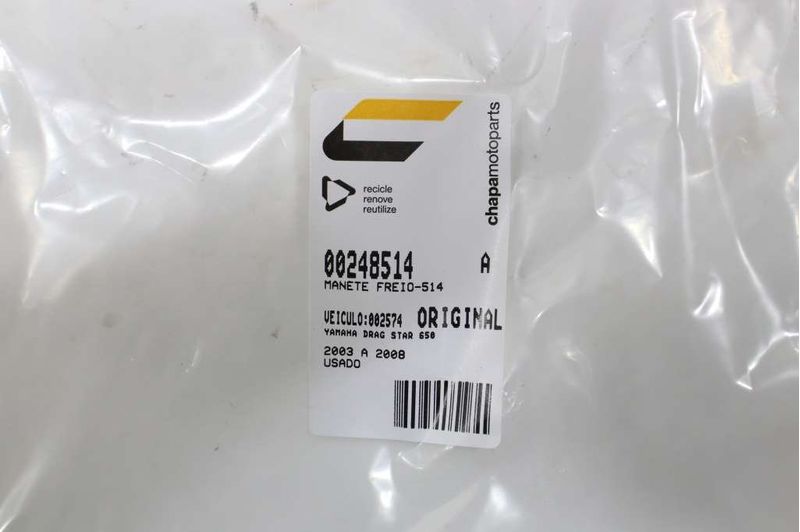 chapamotoparts
recicle
renove
reutilize
00248514 A
MANETE FREIO-514
VEICULO:002574 ORIGINAL
YAMAHA DRAG STAR 650
2003 A 2008
USADO